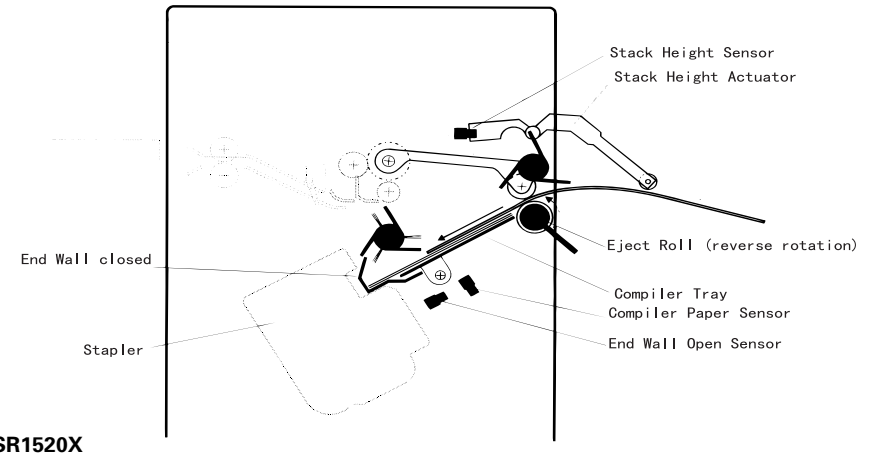 Stack Height Sensor
Stack Height Actuator
Eject Roll (reverse rotation)
End Wall closed
Compiler Tray
Compiler Paper Sensor
End Wall Open Sensor
Stapler
SR1520X